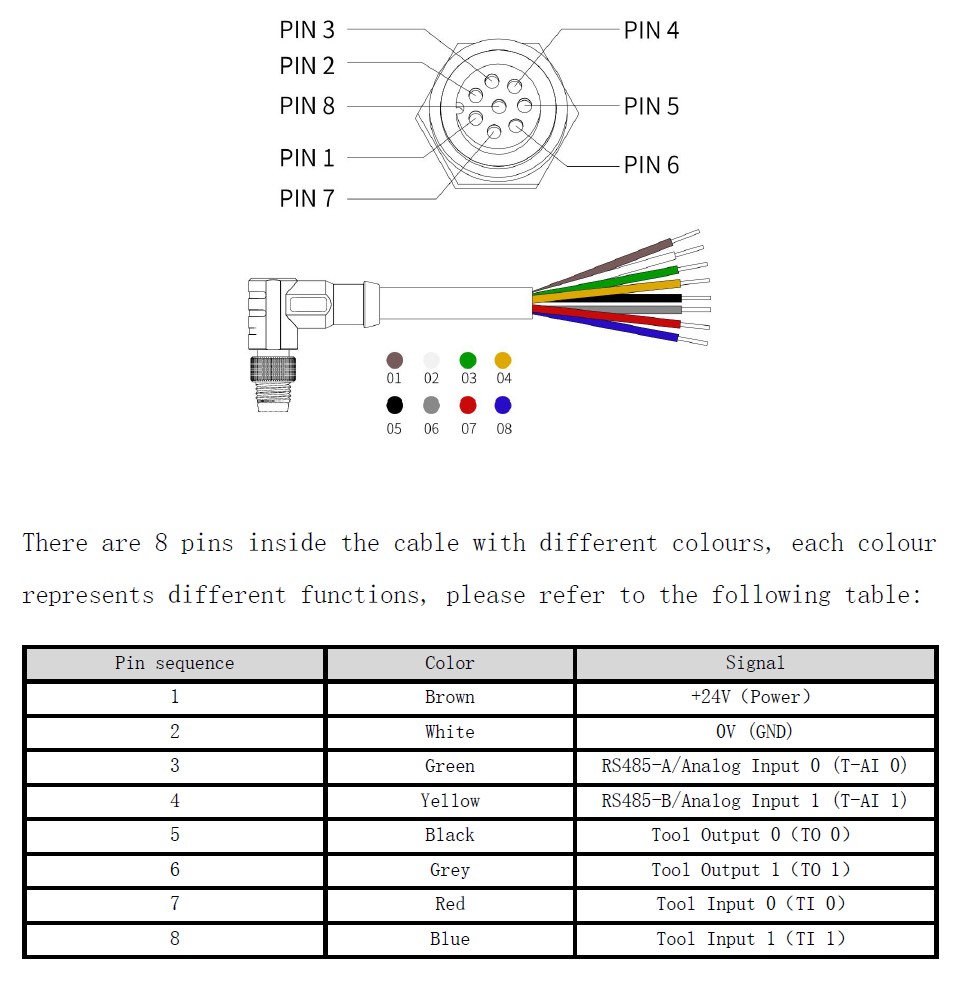 PIN 3
PIN 4
PIN 2
PIN 8
PIN 5
PIN 1
PIN 6
PIN 7
01 02 03 04
05 06 07 08
There are 8 pins inside the cable with different colours, each colour
represents different functions, please refer to the following table:
Pin sequence Color Signal
1 Brown +24V (Power)
2 White 0V (GND)
3 Green RS485-A/Analog Input 0 (T-AI 0)
4 Yellow RS485-B/Analog Input 1 (T-AI 1)
5 Black Tool Output 0 (TO 0)
6 Grey Tool Output 1 (TO 1)
7 Red Tool Input 0 (TI 0)
8 Blue Tool Input 1 (TI 1)